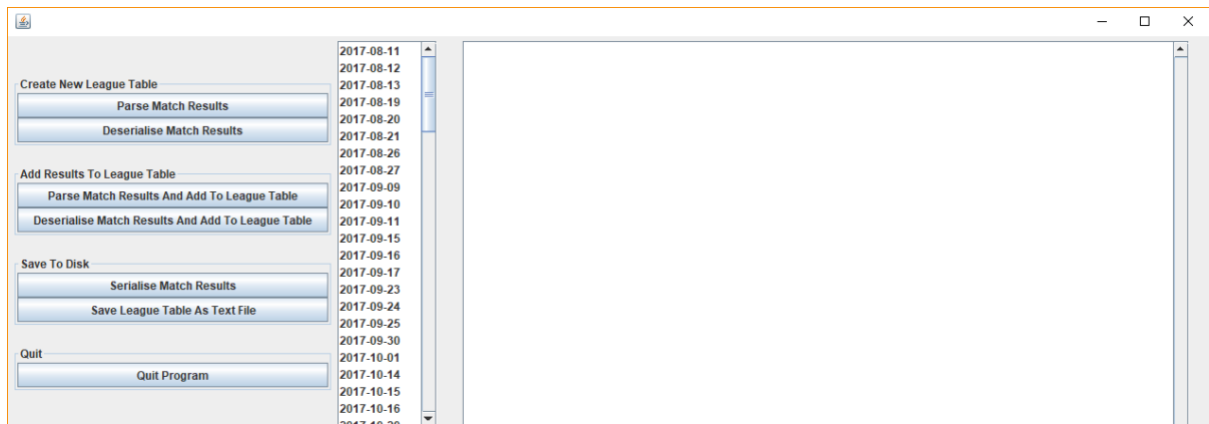 Create New League Table
Parse Match Results
Deserialise Match Results
Add Results To League Table
Parse Match Results And Add To League Table
Deserialise Match Results And Add To League Table
Save To Disk
Serialise Match Results
Save League Table As Text File
Quit
Quit Program
2017-08-11
2017-08-12
2017-08-13
2017-08-19
2017-08-20
2017-08-21
2017-08-26
2017-08-27
2017-09-09
2017-09-10
2017-09-11
2017-09-15
2017-09-16
2017-09-17
2017-09-23
2017-09-24
2017-09-25
2017-09-30
2017-10-01
2017-10-14
2017-10-15
2017-10-16